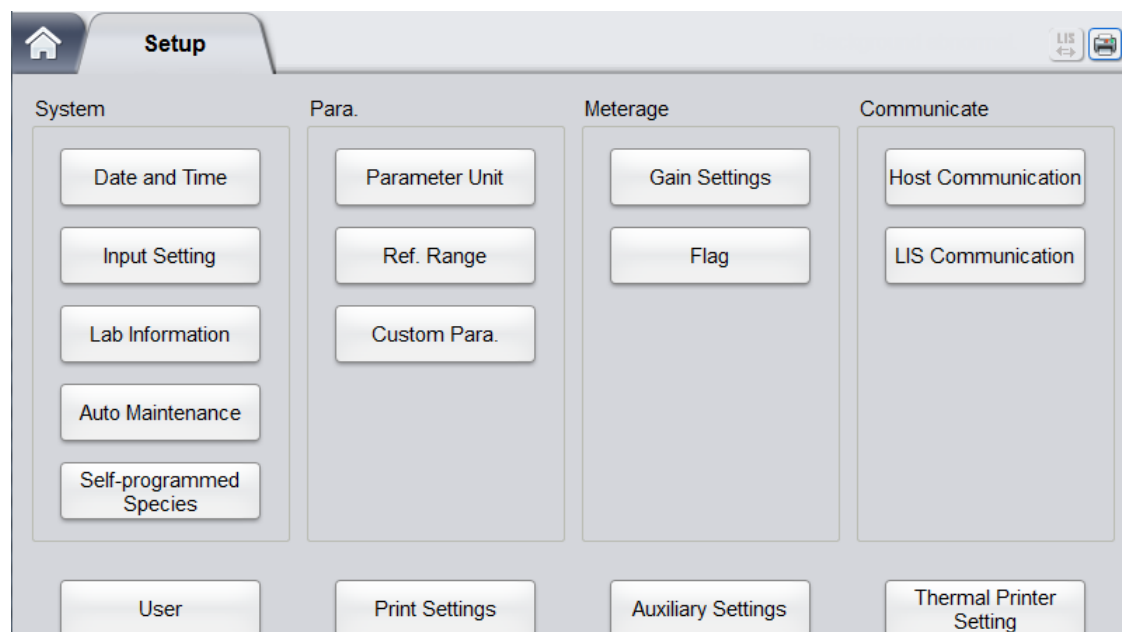 Setup
LIS
System
Para.
Meterage
Communicate
Date and Time
Parameter Unit
Gain Settings
Host Communication
Input Setting
Ref. Range
Flag
LIS Communication
Lab Information
Custom Para.
Auto Maintenance
Self-programmed
Species
User
Print Settings
Auxiliary Settings
Thermal Printer
Setting